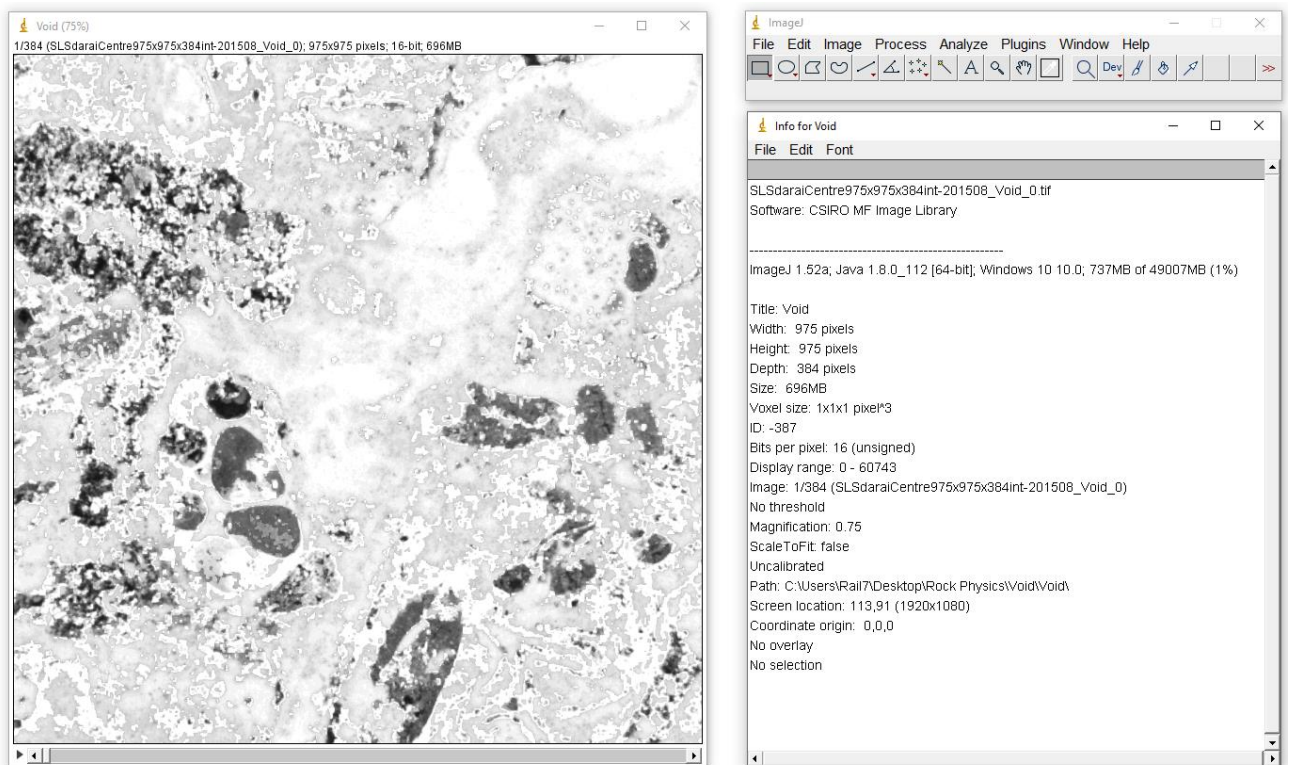 Void (75%)
1/384 (SLSdaraiCentre975x975x384int-201508_Void_0); 975x975 pixels; 16-bit; 696MB
ImageJ
File Edit Image Process Analyze Plugins Window Help
A Dev >>
Info for Void
File Edit Font
SLSdaraiCentre975x975x384int-201508_Void_0.tif
Software: CSIRO MF Image Library
------------------------------------------------------
ImageJ 1.52a; Java 1.8.0_112 [64-bit]; Windows 10 10.0; 737MB of 49007MB (1%)
Title: Void
Width: 975 pixels
Height: 975 pixels
Depth: 384 pixels
Size: 696MB
Voxel size: 1x1x1 pixel^3
ID: -387
Bits per pixel: 16 (unsigned)
Display range: 0 - 60743
Image: 1/384 (SLSdaraiCentre975x975x384int-201508_Void_0)
No threshold
Magnification: 0.75
ScaleToFit: false
Uncalibrated
Path: C:\Users\Rail7\Desktop\Rock Physics\Void\Void\
Screen location: 113,91 (1920x1080)
Coordinate origin: 0,0,0
No overlay
No selection